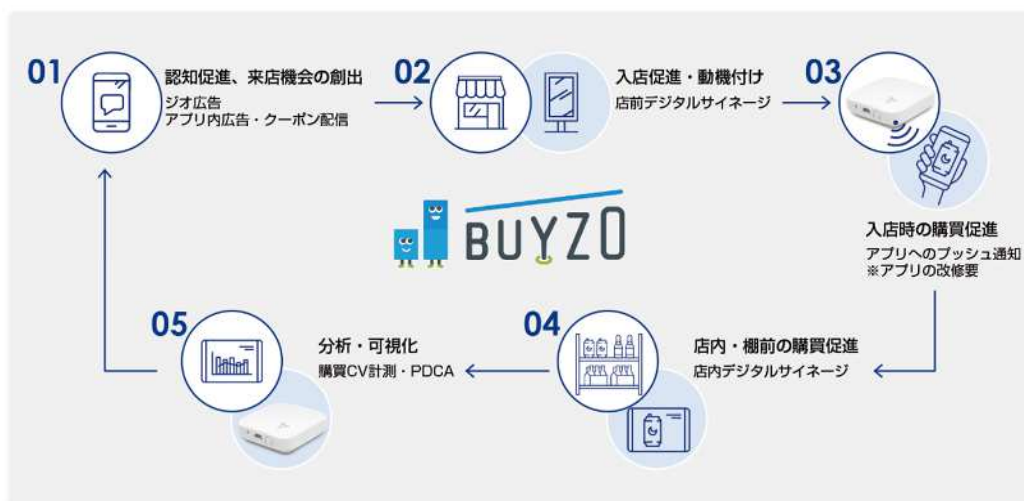 01
認知促進、来店機会の創出
ジオ広告
アプリ内広告・クーポン配信
02
入店促進・動機付け
店前デジタルサイネージ
03
入店時の購買促進
アプリへのプッシュ通知
※アプリの改修要
BUYZO
04
店内・棚前の購買促進
店内デジタルサイネージ
05
分析・可視化
購買CV計測・PDCA